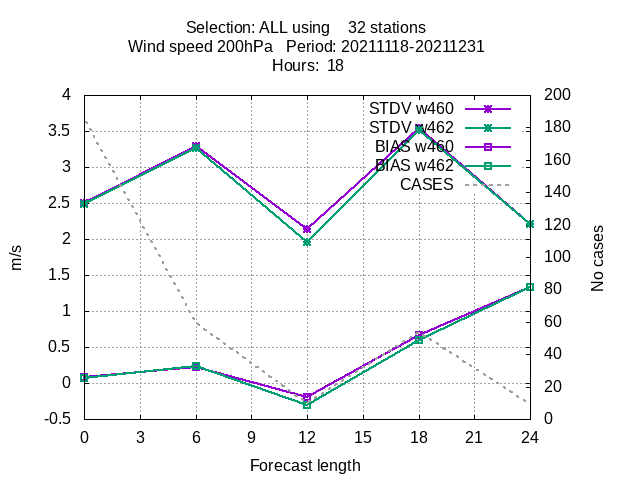 Selection: ALL using    32 stations
Wind speed 200hPa   Period: 20211118-20211231
Hours:  18
STDV w460
STDV w462
BIAS w460
BIAS w462
CASES
4
3.5
3
2.5
2
1.5
1
0.5
0
-0.5
m/s
200
180
160
140
120
100
80
60
40
20
0
No cases
0 3 6 9 12 15 18 21 24
Forecast length